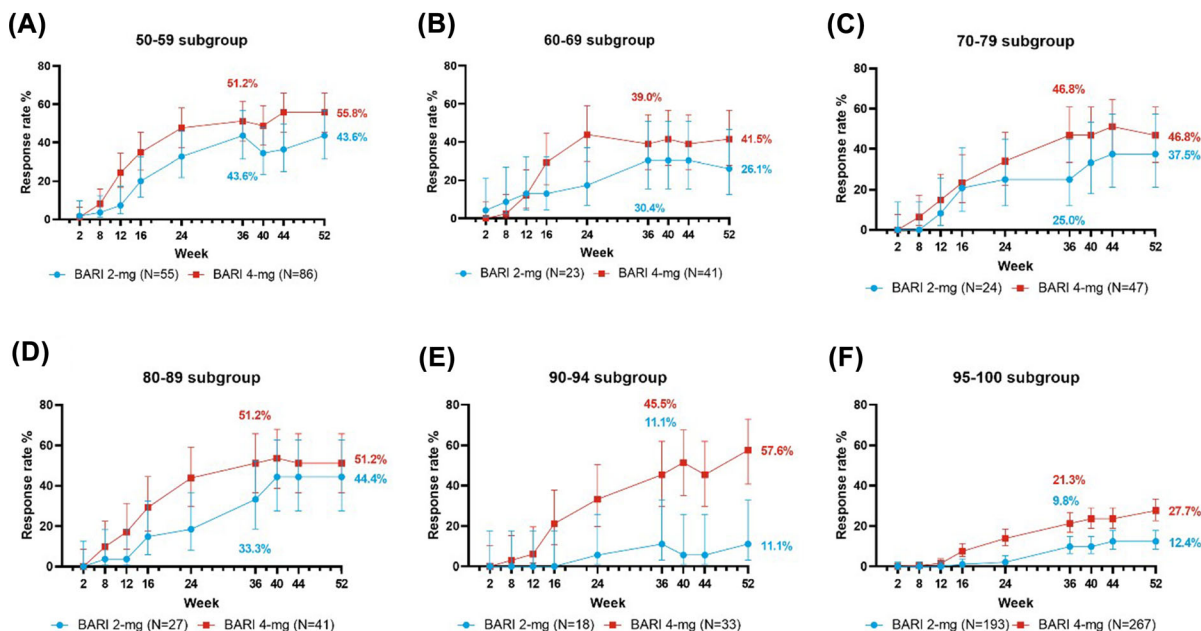 (A)
50-59 subgroup
Response rate %
80
60
40
20
0
51.2%
55.8%
43.6%
43.6%
2 8 12 16 24 36 40 44 52
Week
BARI 2-mg (N=55) BARI 4-mg (N=86)
(B)
60-69 subgroup
Response rate %
80
60
40
20
0
39.0%
41.5%
26.1%
30.4%
2 8 12 16 24 36 40 44 52
Week
BARI 2-mg (N=23) BARI 4-mg (N=41)
(C)
70-79 subgroup
Response rate %
80
60
40
20
0
46.8%
46.8%
37.5%
25.0%
2 8 12 16 24 36 40 44 52
Week
BARI 2-mg (N=24) BARI 4-mg (N=47)
(D)
80-89 subgroup
Response rate %
80
60
40
20
0
51.2%
51.2%
44.4%
33.3%
2 8 12 16 24 36 40 44 52
Week
BARI 2-mg (N=27) BARI 4-mg (N=41)
(E)
90-94 subgroup
Response rate %
80
60
40
20
0
45.5%
11.1%
57.6%
11.1%
2 8 12 16 24 36 40 44 52
Week
BARI 2-mg (N=18) BARI 4-mg (N=33)
(F)
95-100 subgroup
Response rate %
80
60
40
20
0
21.3%
9.8%
27.7%
12.4%
2 8 12 16 24 36 40 44 52
Week
BARI 2-mg (N=193) BARI 4-mg (N=267)